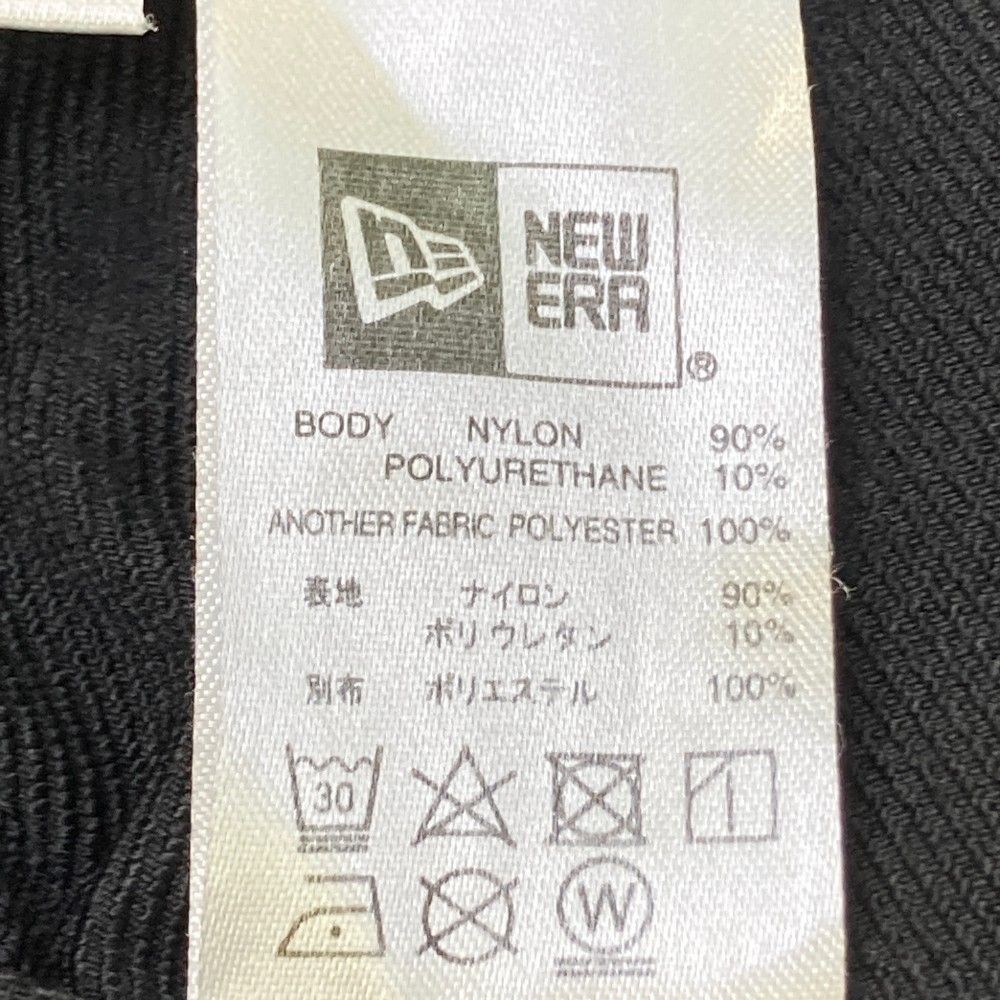 NEW
ERA
®
BODY NYLON 90%
POLYURETHANE 10%
ANOTHER FABRIC POLYESTER 100%
表地 ナイロン 90%
ポリウレタン 10%
別布 ポリエステル 100%
30
W